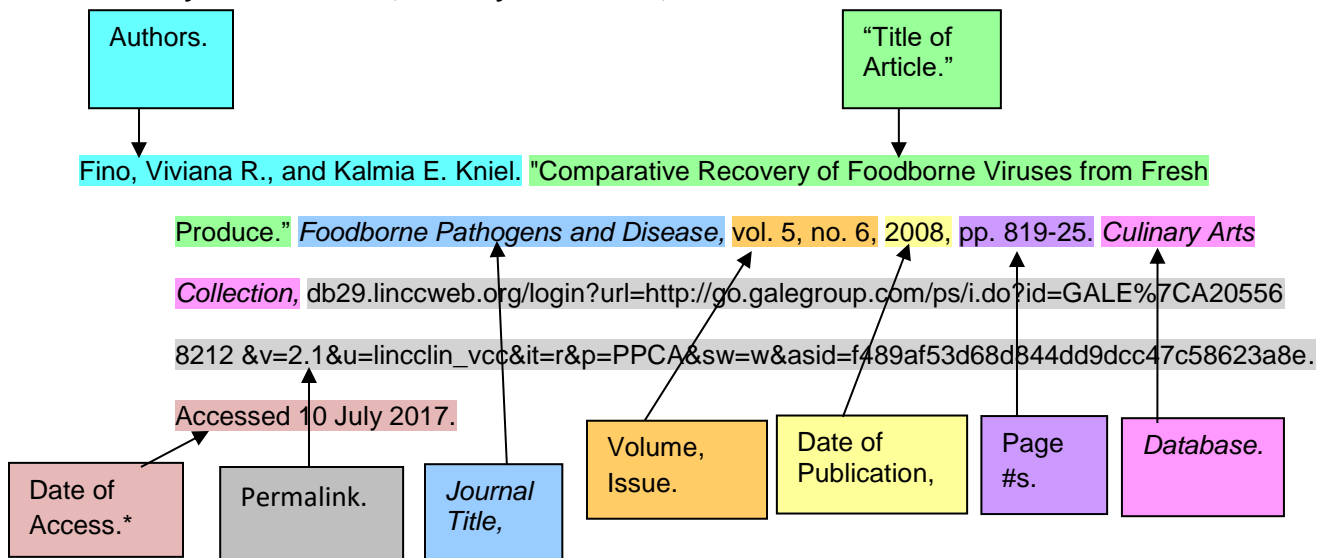 Authors.
“Title of
Article.”
Fino, Viviana R., and Kalmia E. Kniel. "Comparative Recovery of Foodborne Viruses from Fresh
Produce.” Foodborne Pathogens and Disease, vol. 5, no. 6, 2008, pp. 819-25. Culinary Arts
Collection, db29.linccweb.org/login?url=http://go.galegroup.com/ps/i.do?id=GALE%7CA20556
8212 &v=2.1&u=lincclin_vcc&it=r&p=PPCA&sw=w&asid=f489af53d68d844dd9dcc47c58623a8e.
Accessed 10 July 2017.
Date of
Access.*
Permalink.
Journal
Title,
Volume,
Issue.
Date of
Publication,
Page
#s.
Database.